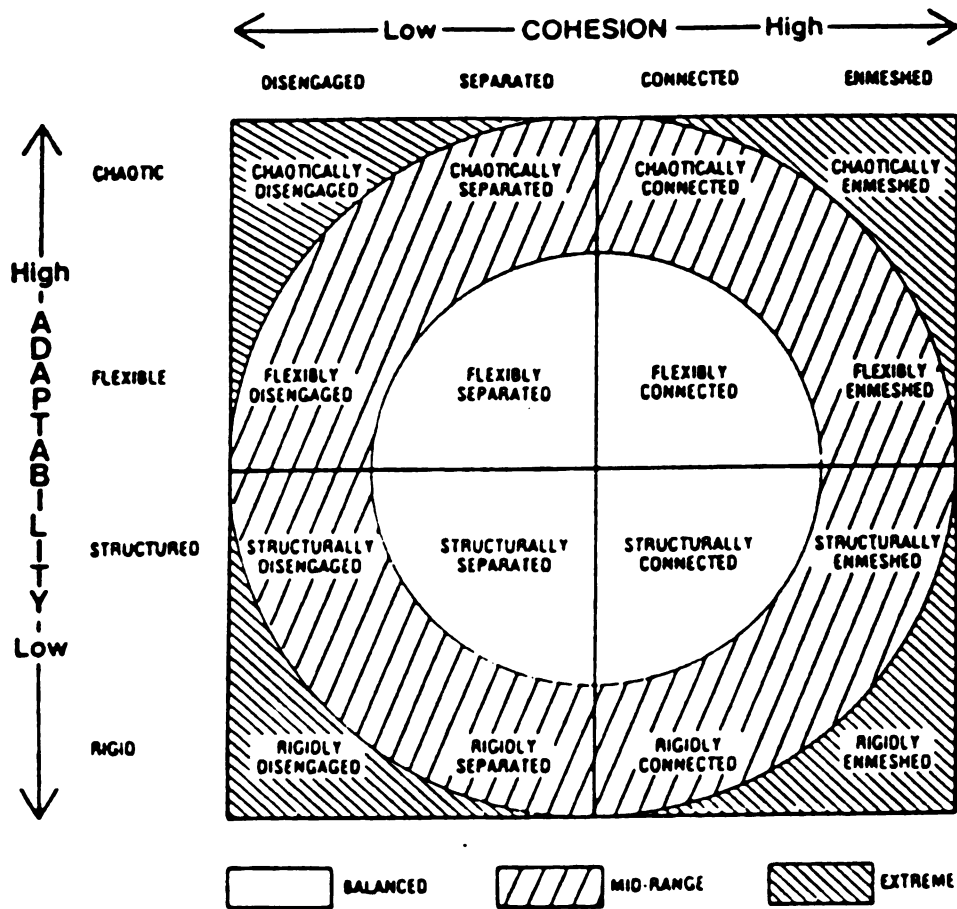 Low COHESION High
DISENGAGED SEPARATED CONNECTED ENMESHED
CHAOTIC
CHAOTICALLY DISENGAGED
CHAOTICALLY SEPARATED
CHAOTICALLY CONNECTED
CHAOTICALLY ENMESHED
High
ADAPTABILITY
Low
FLEXIBLE
FLEXIBLY DISENGAGED
FLEXIBLY SEPARATED
FLEXIBLY CONNECTED
FLEXIBLY ENMESHED
STRUCTURED
STRUCTURALLY DISENGAGED
STRUCTURALLY SEPARATED
STRUCTURALLY CONNECTED
STRUCTURALLY ENMESHED
RIGID
RIGIDLY DISENGAGED
RIGIDLY SEPARATED
RIGIDLY CONNECTED
RIGIDLY ENMESHED
BALANCED MID-RANGE EXTREME